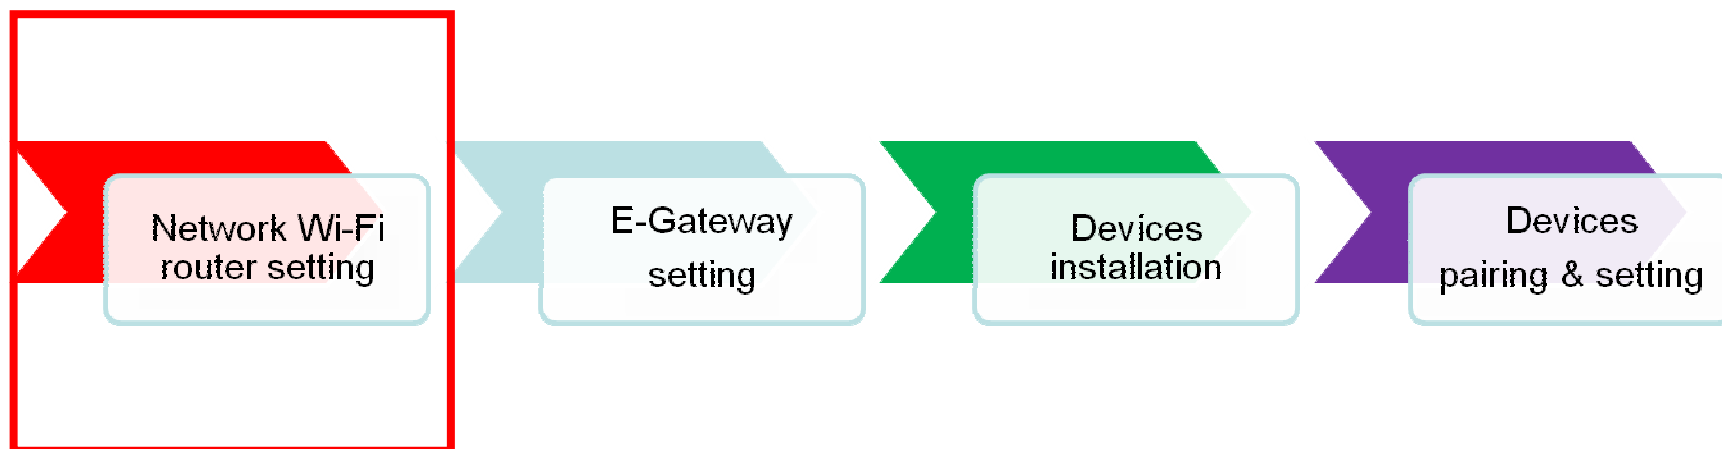 Network Wi-Fi
router setting
E-Gateway
setting
Devices
installation
Devices
pairing & setting